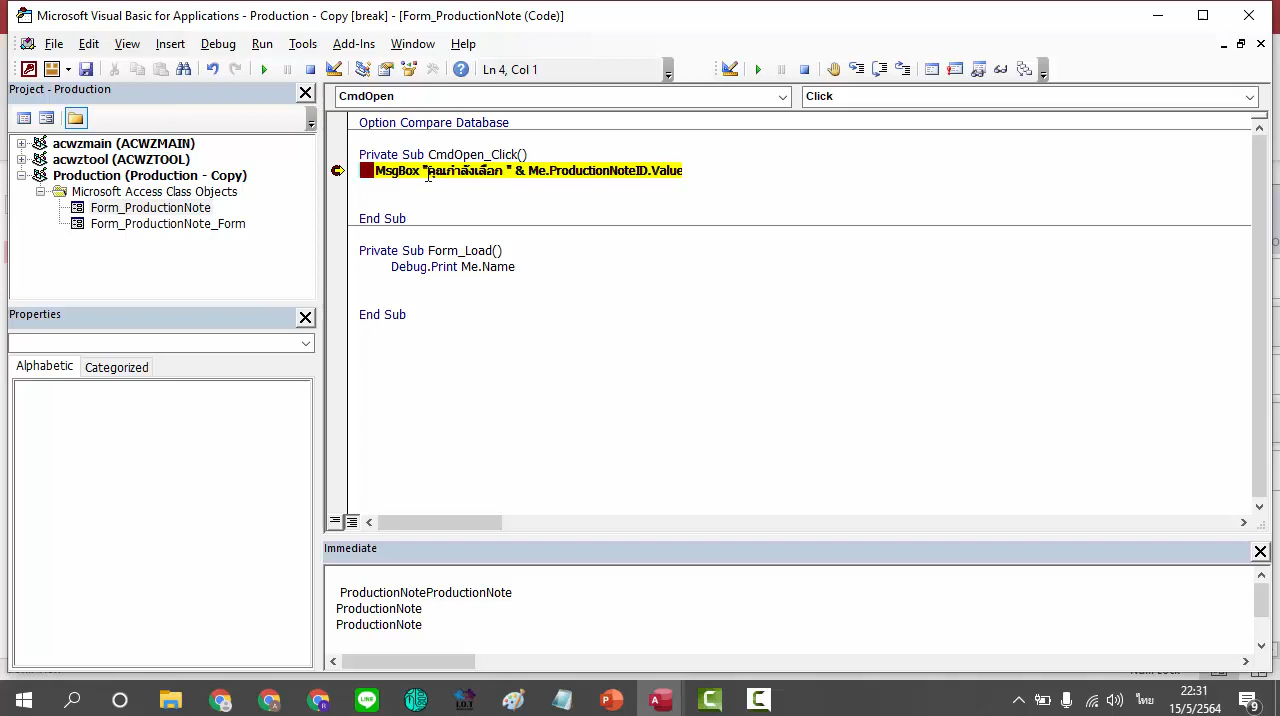 Microsoft Visual Basic for Applications - Production - Copy [break] - [Form_ProductionNote (Code)]
File Edit View Insert Debug Run Tools Add-Ins Window Help
Ln 4, Col 1
Project - Production
CmdOpen
Click
acwzmain (ACWZMAIN)
acwztool (ACWZTOOL)
Production (Production - Copy)
Microsoft Access Class Objects
Form_ProductionNote
Form_ProductionNote_Form
Option Compare Database
Private Sub CmdOpen_Click()
MsgBox "คุณกำลังเลือก " & Me.ProductionNoteID.Value
End Sub
Private Sub Form_Load()
Debug.Print Me.Name
End Sub
Properties
Alphabetic Categorized
Immediate
ProductionNoteProductionNote
ProductionNote
ProductionNote
LINE
I.O.T
ไทย
22:31
15/5/2564
9